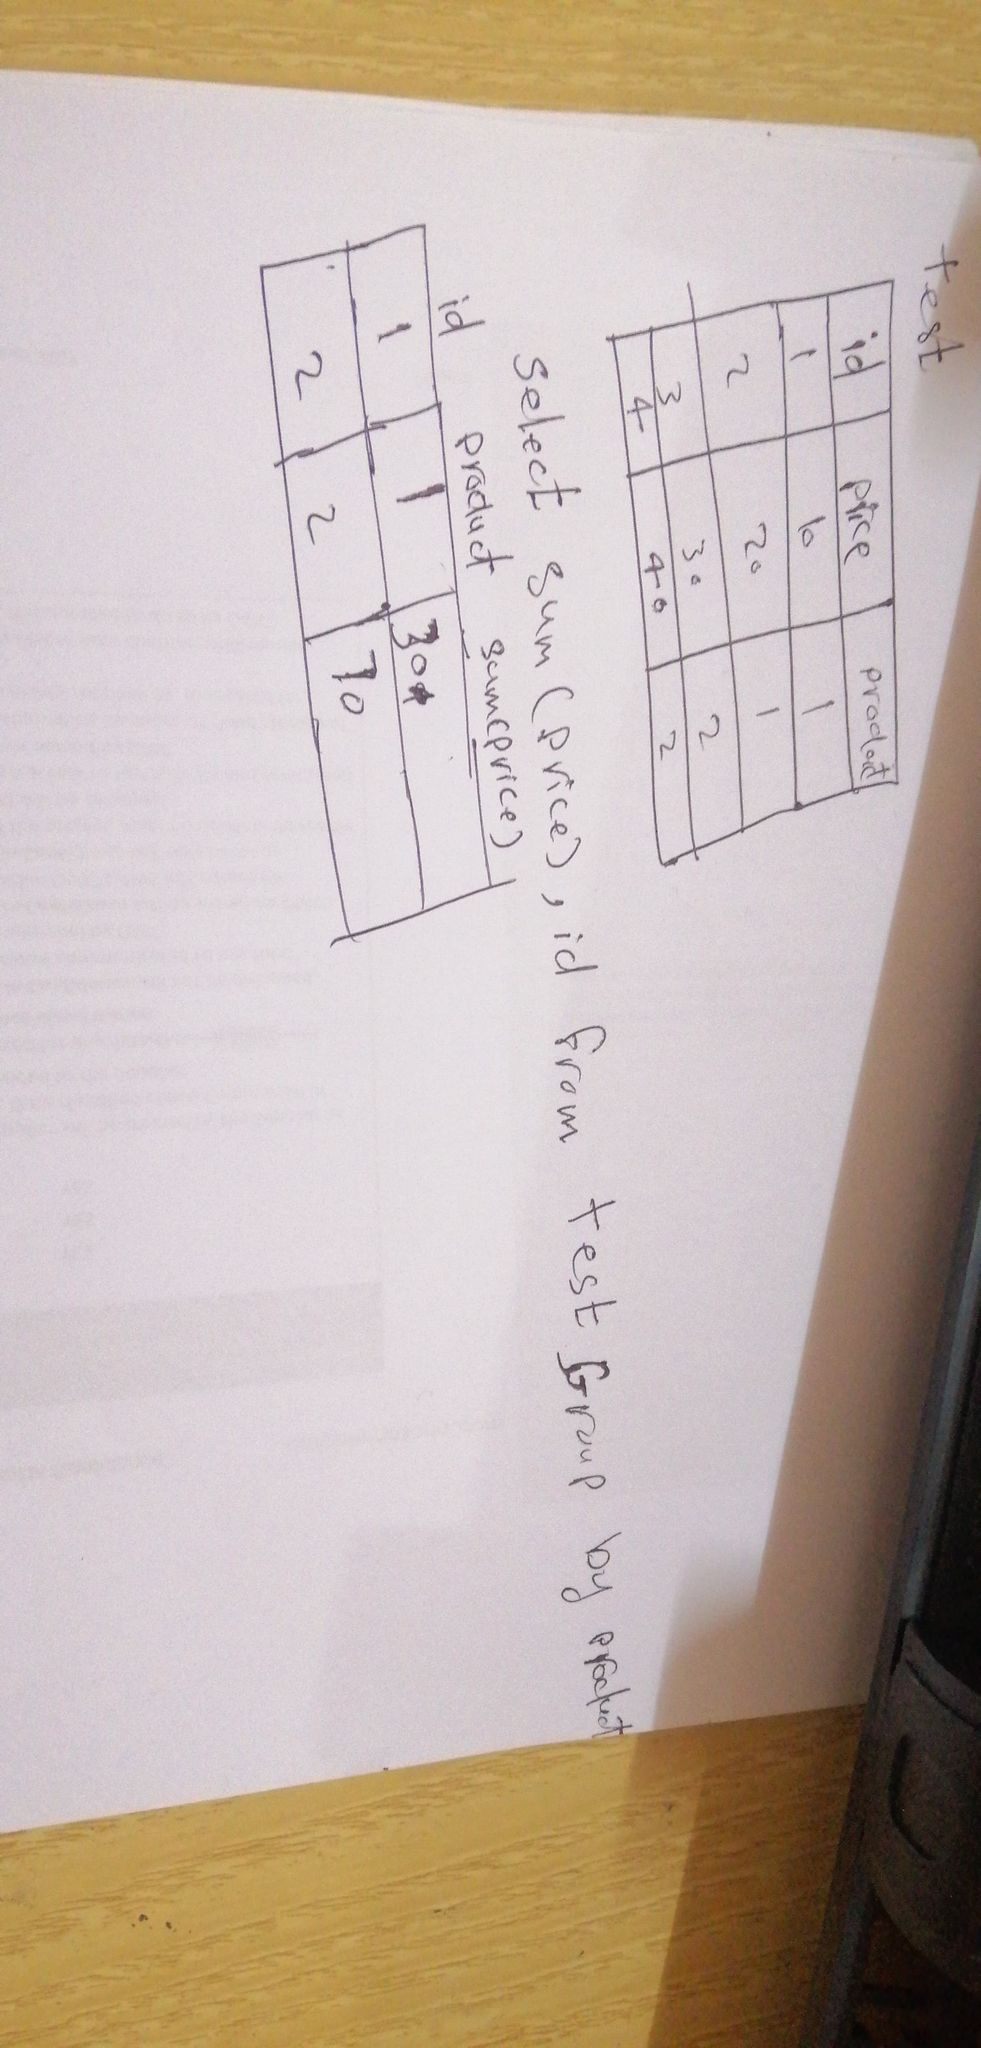 test
id price product
1 10 1
2 20 1
3 30 2
4 40 2
select sum(price), id from test Group by product
id product sum(price)
1 1 30
2 2 70